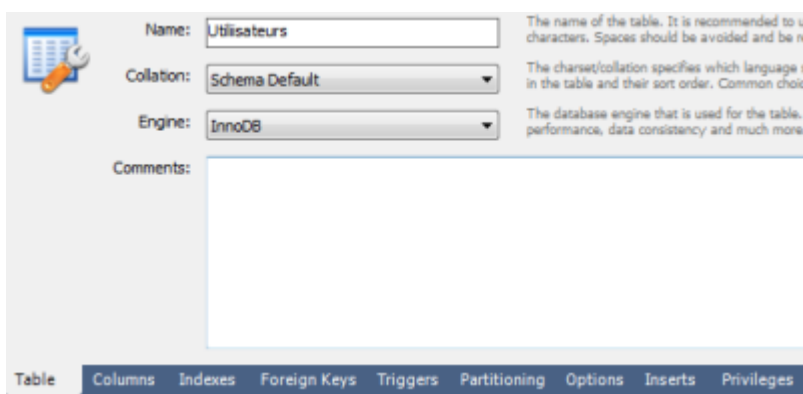 Name: Utilisateurs
The name of the table. It is recommended to
characters. Spaces should be avoided and be
Collation: Schema Default
The charset/collation specifies which language
in the table and their sort order. Common
Engine: InnoDB
The database engine that is used for the table.
performance, data consistency and much more
Comments:
Table Columns Indexes Foreign Keys Triggers Partitioning Options Inserts Privileges